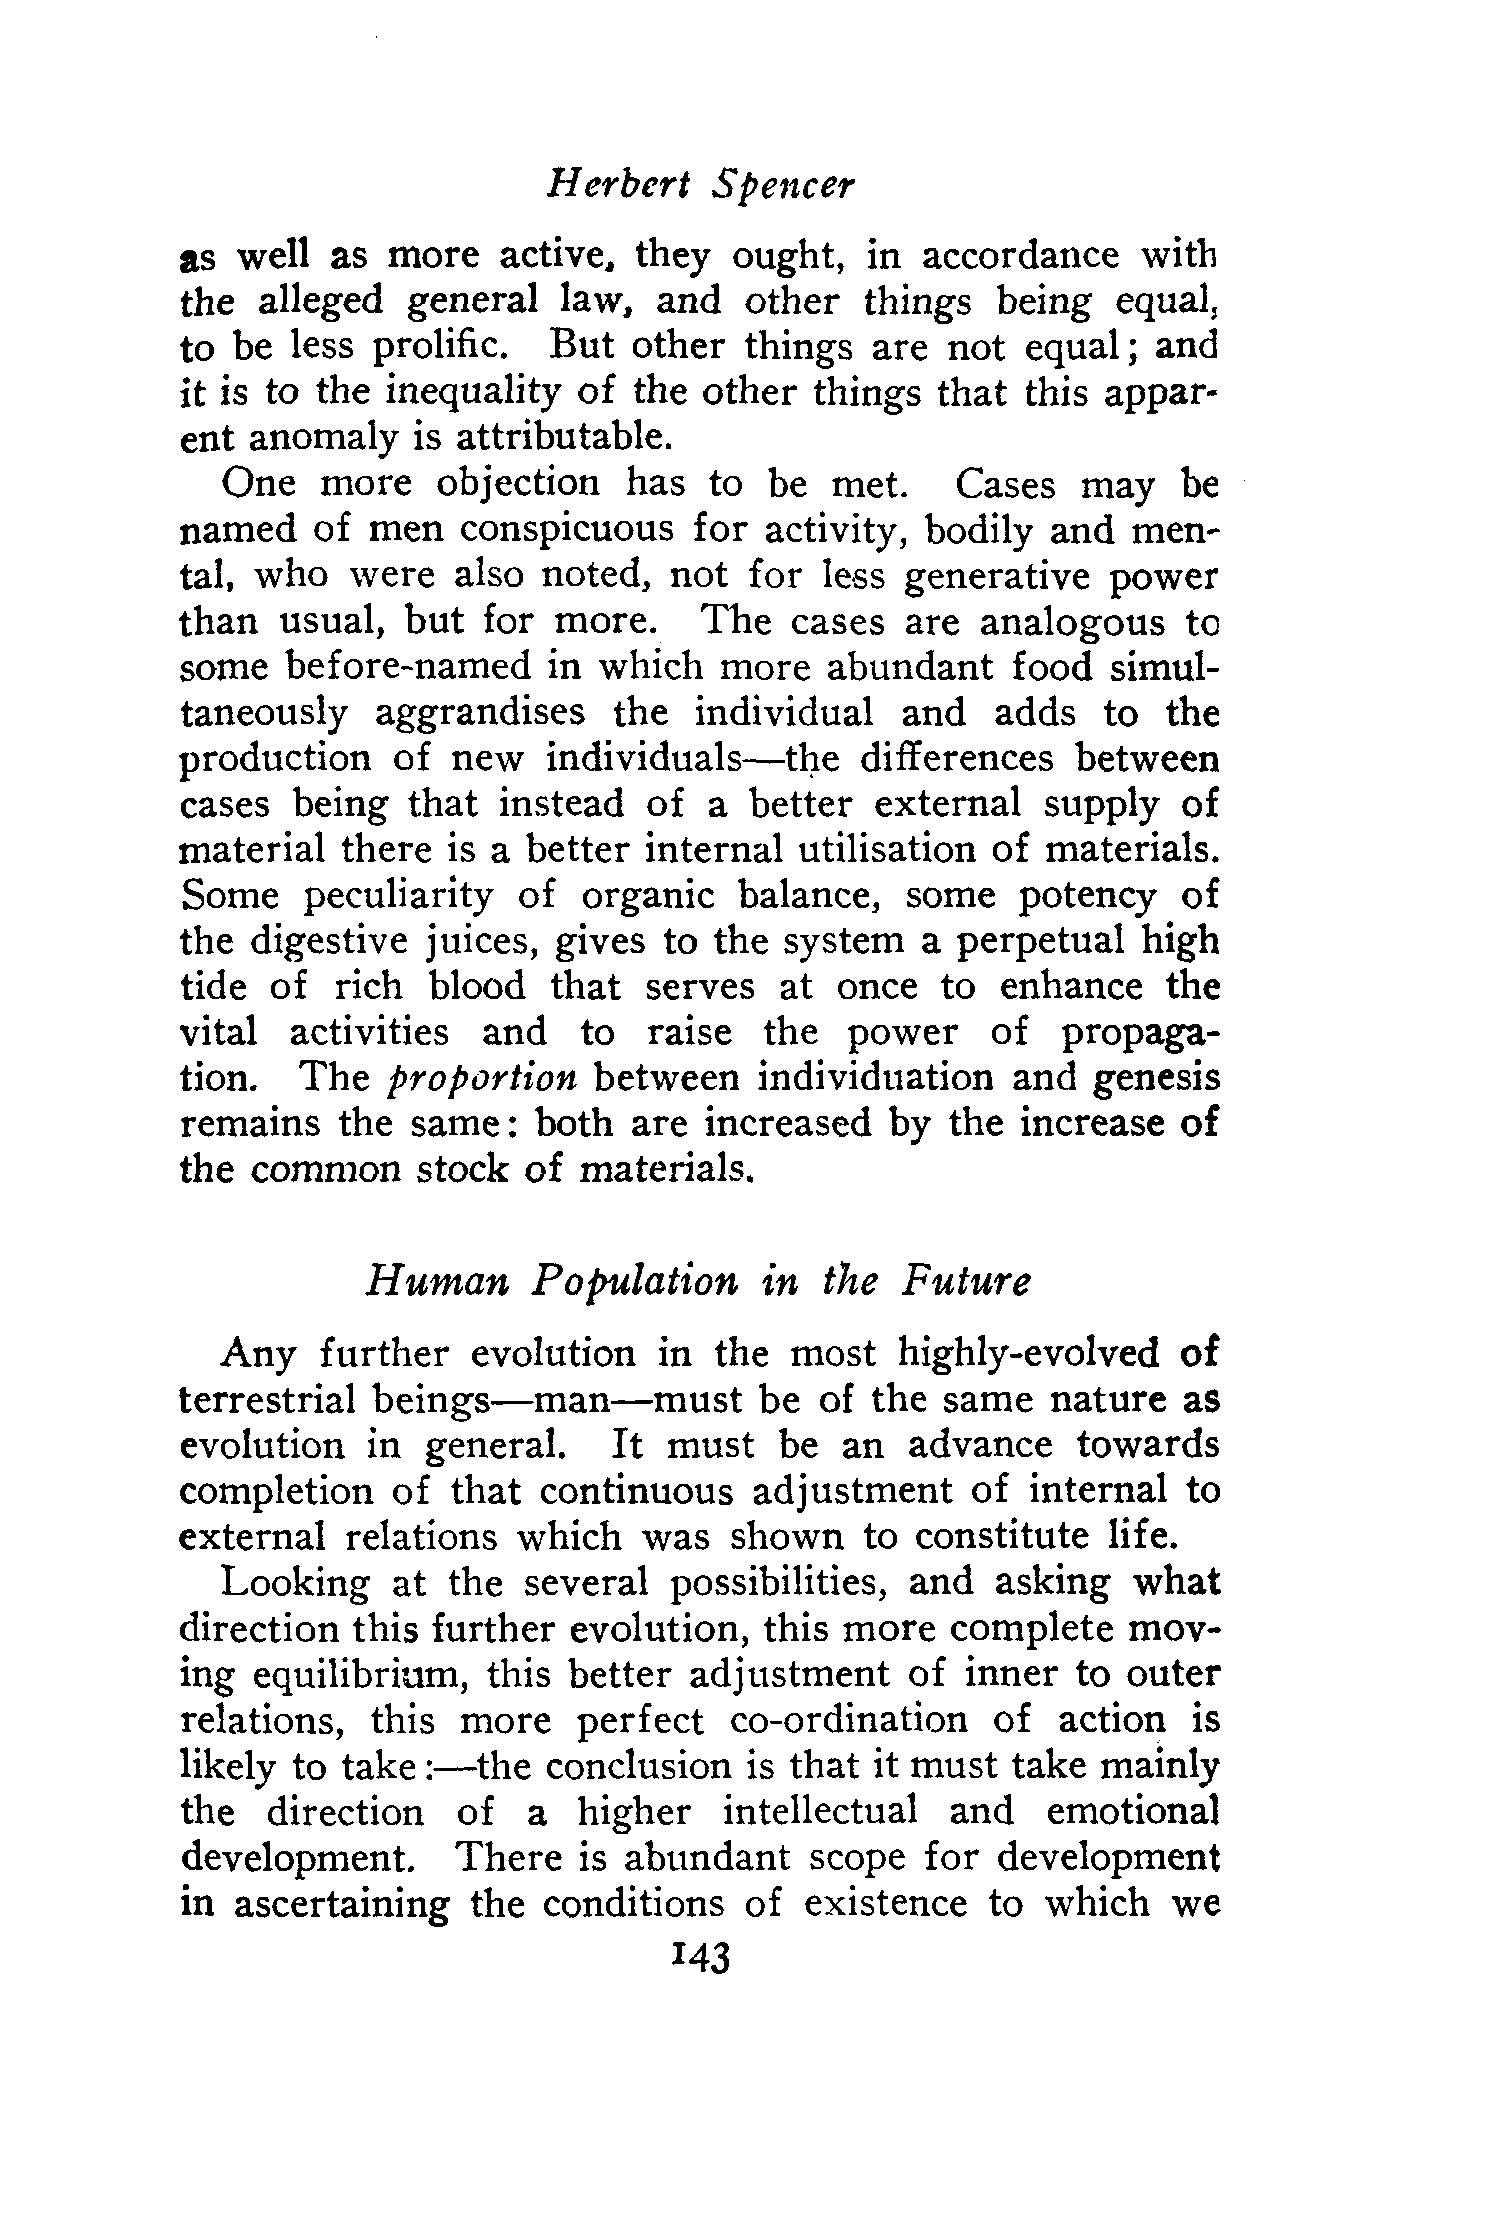 Herbert Spencer
as well as more active, they ought, in accordance with
the alleged general law, and other things being equal,
to be less prolific. But other things are not equal; and
it is to the inequality of the other things that this appar-
ent anomaly is attributable.
One more objection has to be met. Cases may be
named of men conspicuous for activity, bodily and men-
tal, who were also noted, not for less generative power
than usual, but for more. The cases are analogous to
some before-named in which more abundant food simul-
taneously aggrandises the individual and adds to the
production of new individuals—the differences between
cases being that instead of a better external supply of
material there is a better internal utilisation of materials.
Some peculiarity of organic balance, some potency of
the digestive juices, gives to the system a perpetual high
tide of rich blood that serves at once to enhance the
vital activities and to raise the power of propaga-
tion. The proportion between individuation and genesis
remains the same: both are increased by the increase of
the common stock of materials.
Human Population in the Future
Any further evolution in the most highly-evolved of
terrestrial beings—man—must be of the same nature as
evolution in general. It must be an advance towards
completion of that continuous adjustment of internal to
external relations which was shown to constitute life.
Looking at the several possibilities, and asking what
direction this further evolution, this more complete mov-
ing equilibrium, this better adjustment of inner to outer
relations, this more perfect co-ordination of action is
likely to take:—the conclusion is that it must take mainly
the direction of a higher intellectual and emotional
development. There is abundant scope for development
in ascertaining the conditions of existence to which we
143